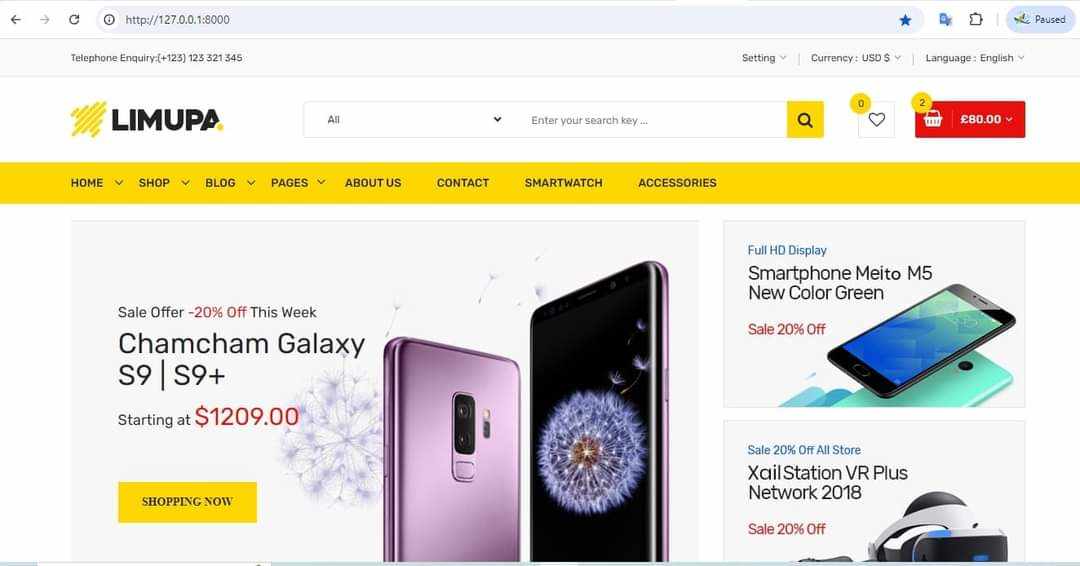 http://127.0.0.1:8000
Paused
Telephone Enquiry:(+123) 123 321 345
Setting
Currency : USD $
Language : English
LIMUPA.
All
Enter your search key ...
0
2
£80.00
HOME
SHOP
BLOG
PAGES
ABOUT US
CONTACT
SMARTWATCH
ACCESSORIES
Sale Offer -20% Off This Week
Chamcham Galaxy
S9 | S9+
Starting at $1209.00
SHOPPING NOW
Full HD Display
Smartphone Meito M5
New Color Green
Sale 20% Off
Sale 20% Off All Store
Xail Station VR Plus
Network 2018
Sale 20% Off